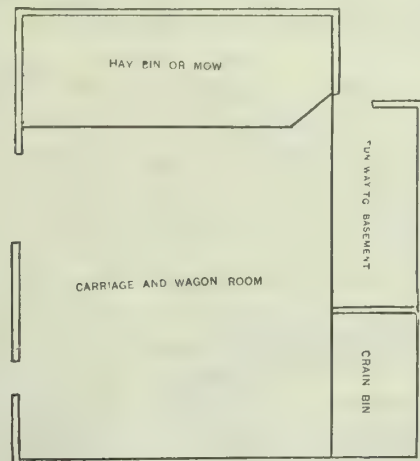 HAY BIN OR MOW
RUN WAY TO BASEMENT
CARRIAGE AND WAGON ROOM
GRAIN BIN